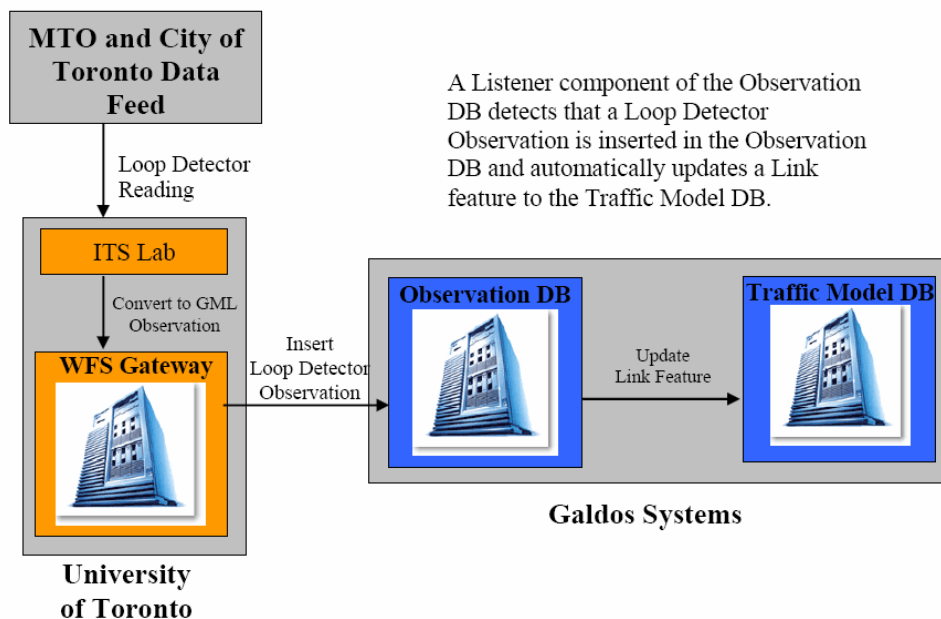 MTO and City of
Toronto Data
Feed
A Listener component of the Observation
DB detects that a Loop Detector
Observation is inserted in the Observation
DB and automatically updates a Link
feature to the Traffic Model DB.
Loop Detector
Reading
ITS Lab
Convert to GML
Observation
WFS Gateway
Insert
Loop Detector
Observation
Observation DB
Update
Link Feature
Traffic Model DB
Galdos Systems
University
of Toronto